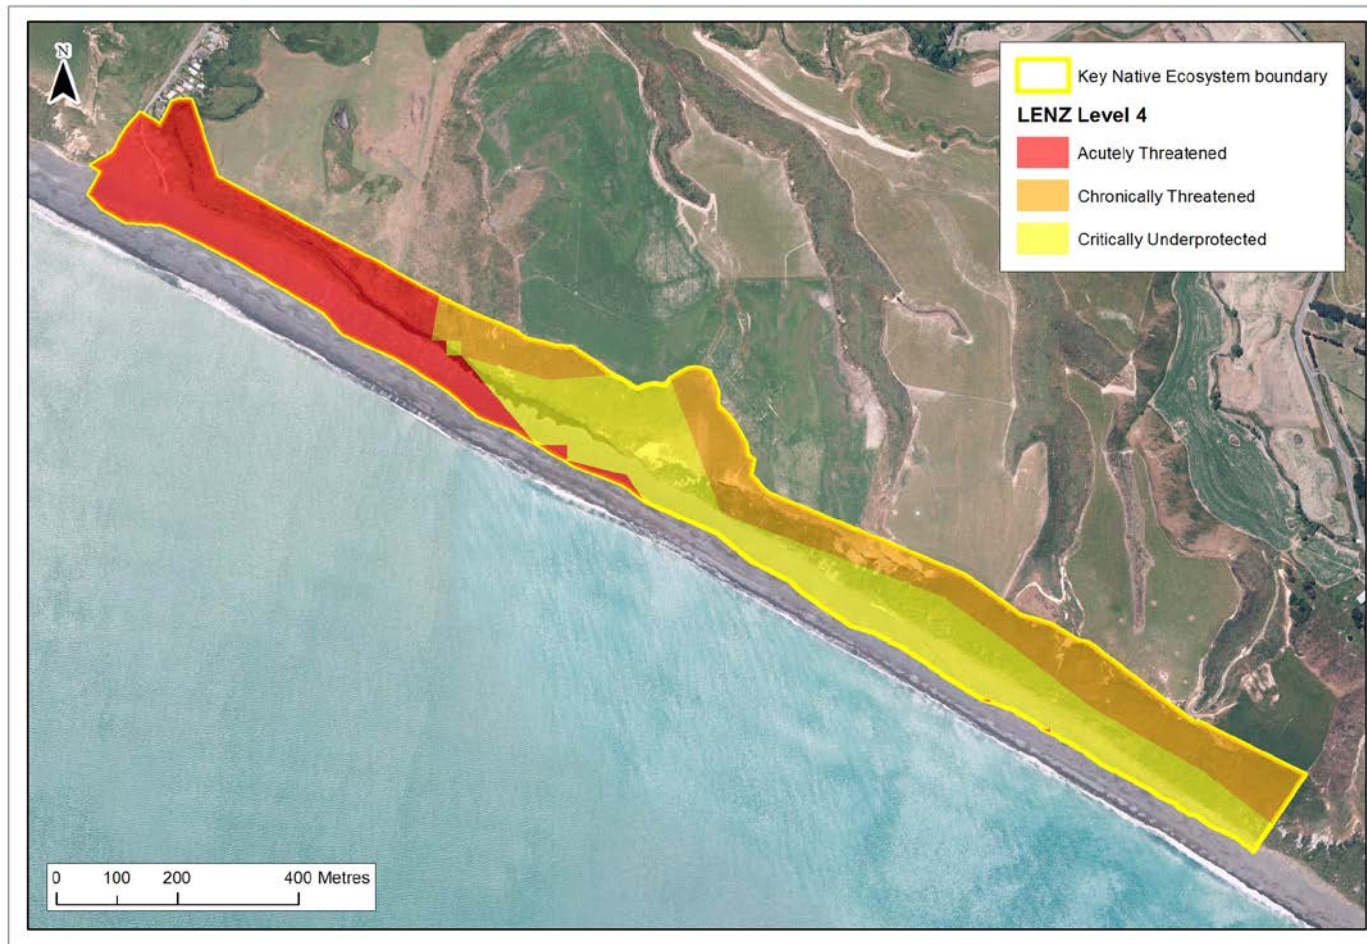 N
Key Native Ecosystem boundary
LENZ Level 4
Acutely Threatened
Chronically Threatened
Critically Underprotected
0 100 200 400 Metres